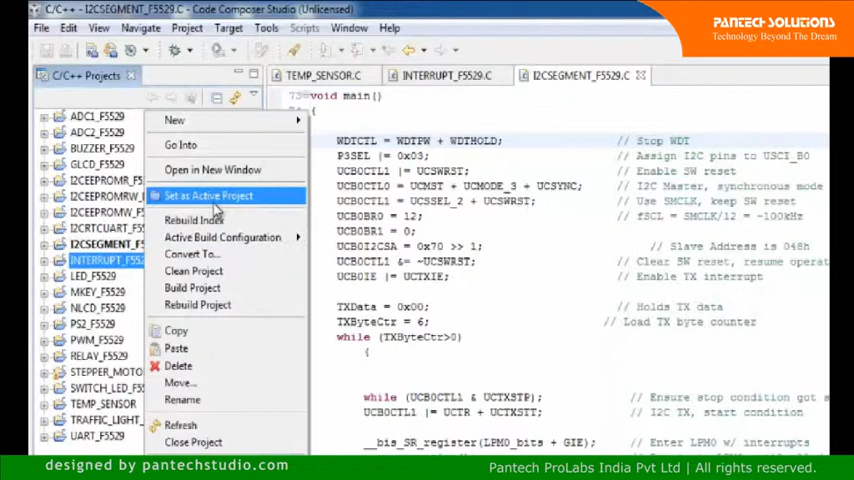 C/C++ - I2CSEGMENT_F5529/I2CSEGMENT_F5529.C - Code Composer Studio (Unlicensed)
PANTECH SOLUTIONS
Technology Beyond The Dream
File Edit View Navigate Project Target Tools Scripts Window Help
C/C++ Projects
TEMP_SENSOR.C
INTERRUPT_F5529.C
I2CSEGMENT_F5529.C
ADC1_F5529
ADC2_F5529
BUZZER_F5529
GLCD_F5529
I2CEEPROMR_F
I2CEEPROMRW_
I2CEEPROMW_F
I2CRTCUART_F5
I2CSEGMENT_F5
INTERRUPT_F552
LED_F5529
MKEY_F5529
NLCD_F5529
PS2_F5529
PWM_F5529
RELAY_F5529
STEPPER_MOTO
SWITCH_LED_F5
TEMP_SENSOR
TRAFFIC_LIGHT_
UART_F5529
New
Go Into
Open in New Window
Set as Active Project
Rebuild Index
Active Build Configuration
Convert To...
Clean Project
Build Project
Rebuild Project
Copy
Paste
Delete
Move...
Rename
Refresh
Close Project
73 void main()
{
WDTCTL = WDTPW + WDTHOLD; // Stop WDT
P3SEL |= 0x03; // Assign I2C pins to USCI_B0
UCB0CTL1 |= UCSWRST; // Enable SW reset
UCB0CTL0 = UCMST + UCMODE_3 + UCSYNC; // I2C Master, synchronous mode
UCB0CTL1 = UCSSEL_2 + UCSWRST; // Use SMCLK, keep SW reset
UCB0BR0 = 12; // fSCL = SMCLK/12 = ~100kHz
UCB0BR1 = 0;
UCB0I2CSA = 0x70 >> 1; // Slave Address is 048h
UCB0CTL1 &= ~UCSWRST; // Clear SW reset, resume operat
UCB0IE |= UCTXIE; // Enable TX interrupt
TXData = 0x00; // Holds TX data
TXByteCtr = 6; // Load TX byte counter
while (TXByteCtr>0)
{
while (UCB0CTL1 & UCTXSTP); // Ensure stop condition got s
UCB0CTL1 |= UCTR + UCTXSTT; // I2C TX, start condition
__bis_SR_register(LPM0_bits + GIE); // Enter LPM0 w/ interrupts
designed by pantechstudio.com
Pantech ProLabs India Pvt Ltd | All rights reserved.